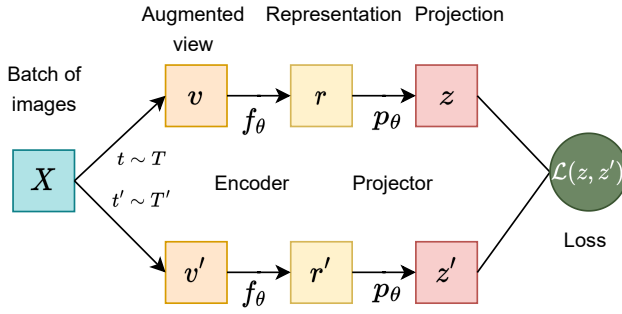 Augmented
view
Representation
Projection
Batch of
images
v
f_θ
r
p_θ
z
X
t ∼ T
t′ ∼ T′
Encoder
Projector
ℒ(z, z′)
Loss
v′
f_θ
r′
p_θ
z′